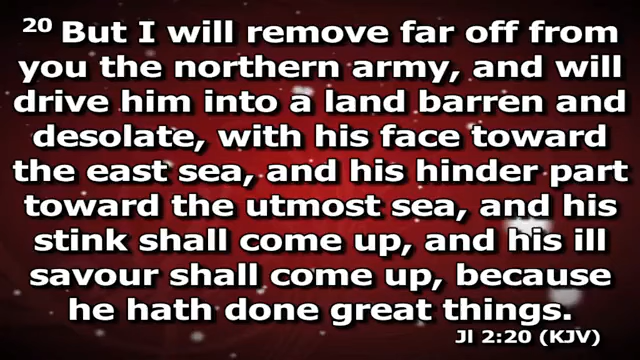 20 But I will remove far off from
you the northern army, and will
drive him into a land barren and
desolate, with his face toward
the east sea, and his hinder part
toward the utmost sea, and his
stink shall come up, and his ill
savour shall come up, because
he hath done great things.
Jl 2:20 (KJV)